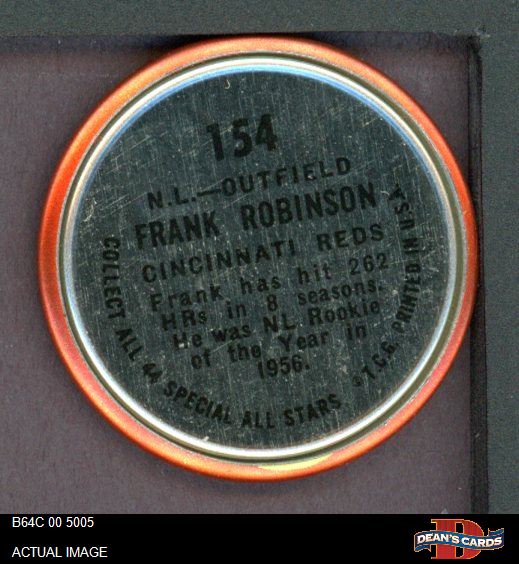 154
N.L.—OUTFIELD
FRANK ROBINSON
CINCINNATI REDS
Frank has hit 262
HRs in 8 seasons.
He was NL Rookie
of the Year in
1956.
COLLECT ALL 44 SPECIAL ALL STARS ©T.C.G. PRINTED IN U.S.A.
B64C 00 5005
ACTUAL IMAGE
D
DEAN'S CARDS